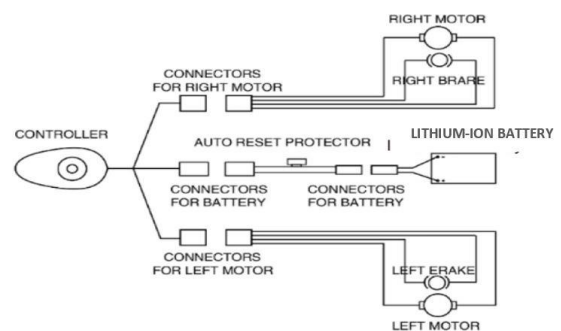 RIGHT MOTOR
CONNECTORS
FOR RIGHT MOTOR
RIGHT BRARE
CONTROLLER
AUTO RESET PROTECTOR
LITHIUM-ION BATTERY
CONNECTORS
FOR BATTERY
CONNECTORS
FOR BATTERY
CONNECTORS
FOR LEFT MOTOR
LEFT ERAKE
LEFT MOTOR